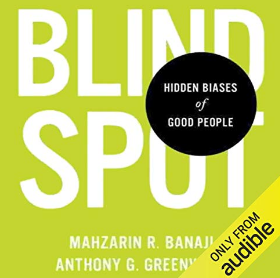 BLIND
SPOT
HIDDEN BIASES
of
GOOD PEOPLE
MAHZARIN R. BANAJI
ANTHONY G.
ONLY FROM
audible